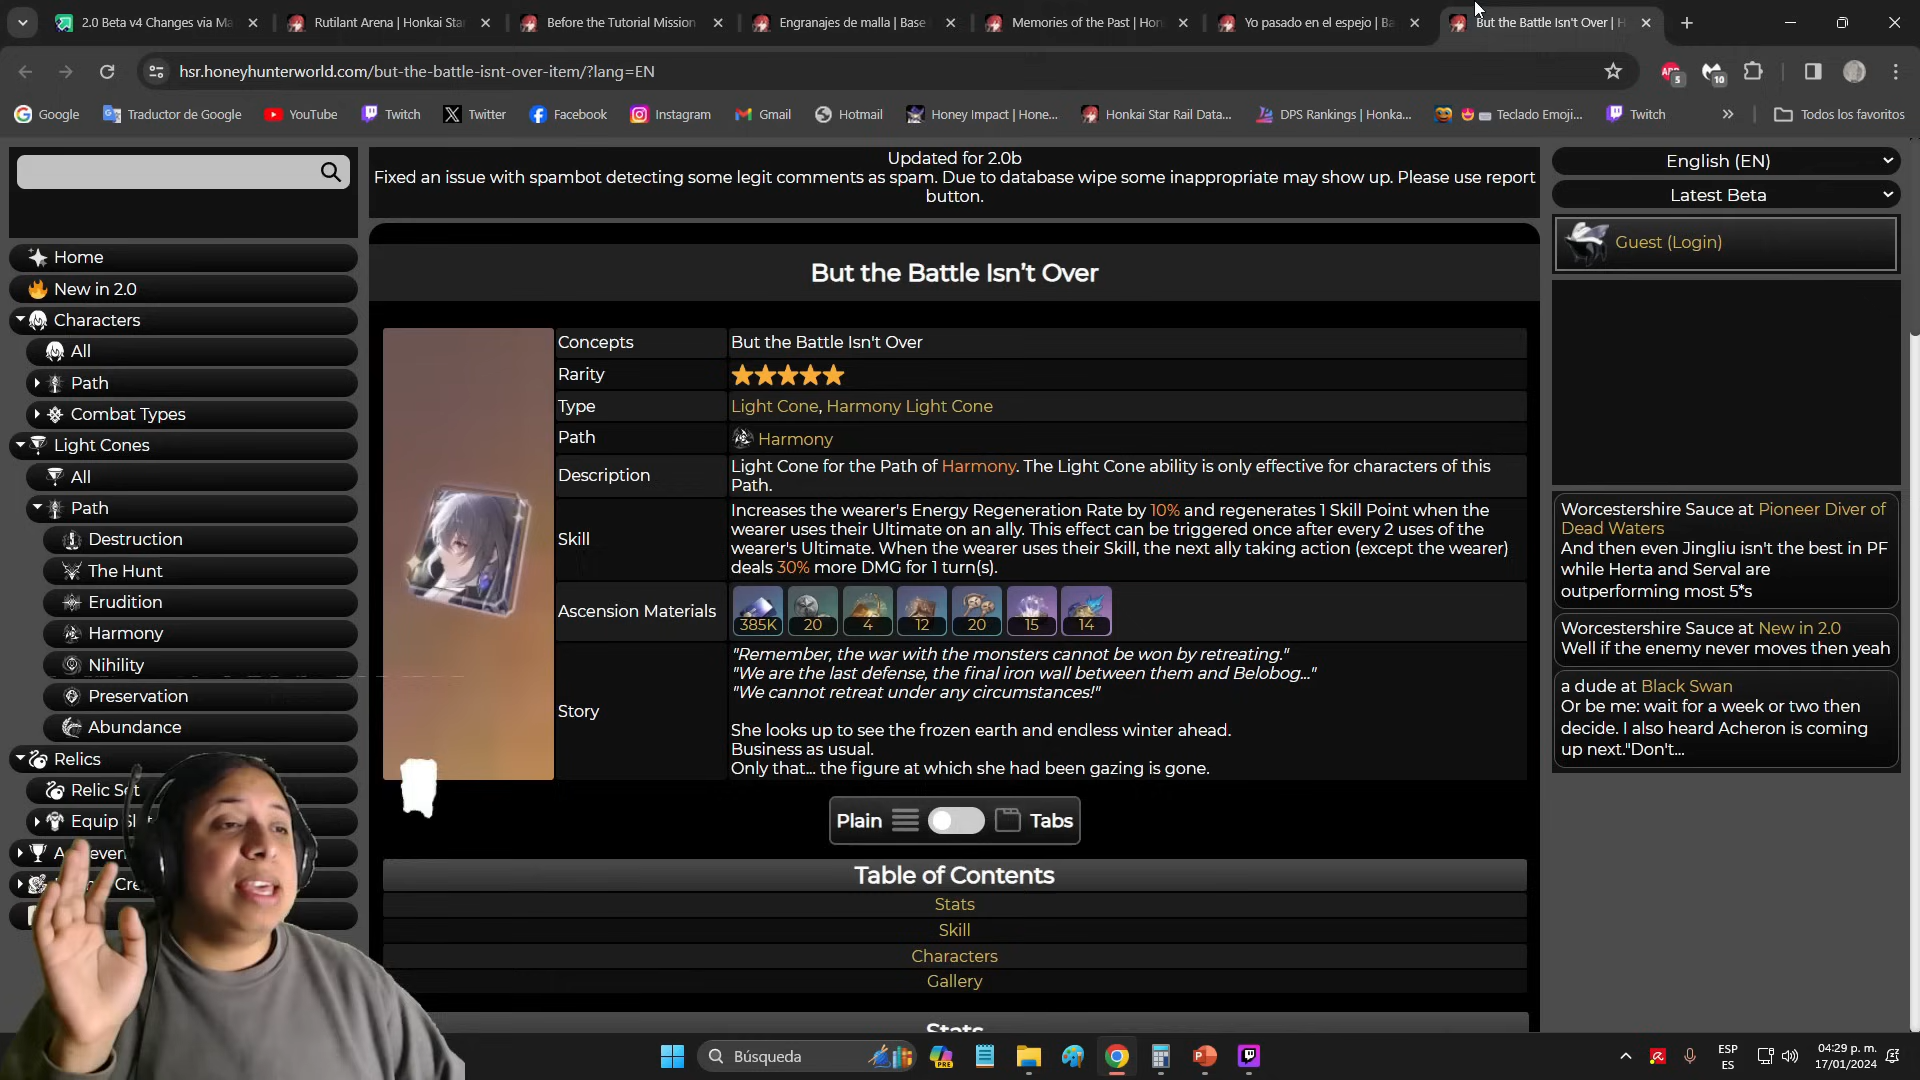 2.0 Beta v4 Changes via Ma
Rutilant Arena | Honkai Star
Before the Tutorial Mission
Engranajes de malla | Base
Memories of the Past | Hon
Yo pasado en el espejo | Ba
But the Battle Isn't Over | H
hsr.honeyhunterworld.com/but-the-battle-isnt-over-item/?lang=EN
5
10
Google
Traductor de Google
YouTube
Twitch
Twitter
Facebook
Instagram
Gmail
Hotmail
Honey Impact | Hone...
Honkai Star Rail Data...
DPS Rankings | Honka...
Teclado Emoji...
Twitch
Todos los favoritos
Home
New in 2.0
Characters
All
Path
Combat Types
Light Cones
All
Path
Destruction
The Hunt
Erudition
Harmony
Nihility
Preservation
Abundance
Relics
Relic Set
Equip
Updated for 2.0b
Fixed an issue with spambot detecting some legit comments as spam. Due to database wipe some inappropriate may show up. Please use report
button.
But the Battle Isn't Over
Concepts
But the Battle Isn't Over
Rarity
Type
Light Cone, Harmony Light Cone
Path
Harmony
Description
Light Cone for the Path of Harmony. The Light Cone ability is only effective for characters of this
Path.
Skill
Increases the wearer's Energy Regeneration Rate by 10% and regenerates 1 Skill Point when the
wearer uses their Ultimate on an ally. This effect can be triggered once after every 2 uses of the
wearer's Ultimate. When the wearer uses their Skill, the next ally taking action (except the wearer)
deals 30% more DMG for 1 turn(s).
Ascension Materials
385K
20
4
12
20
15
14
Story
"Remember, the war with the monsters cannot be won by retreating."
"We are the last defense, the final iron wall between them and Belobog..."
"We cannot retreat under any circumstances!"
She looks up to see the frozen earth and endless winter ahead.
Business as usual.
Only that... the figure at which she had been gazing is gone.
Plain
Tabs
Table of Contents
Stats
Skill
Characters
Gallery
Stats
English (EN)
Latest Beta
Guest (Login)
Worcestershire Sauce at Pioneer Diver of
Dead Waters
And then even Jingliu isn't the best in PF
while Herta and Serval are
outperforming most 5*s
Worcestershire Sauce at New in 2.0
Well if the enemy never moves then yeah
a dude at Black Swan
Or be me: wait for a week or two then
decide. I also heard Acheron is coming
up next."Don't...
Búsqueda
PRE
ESP
ES
04:29 p. m.
17/01/2024